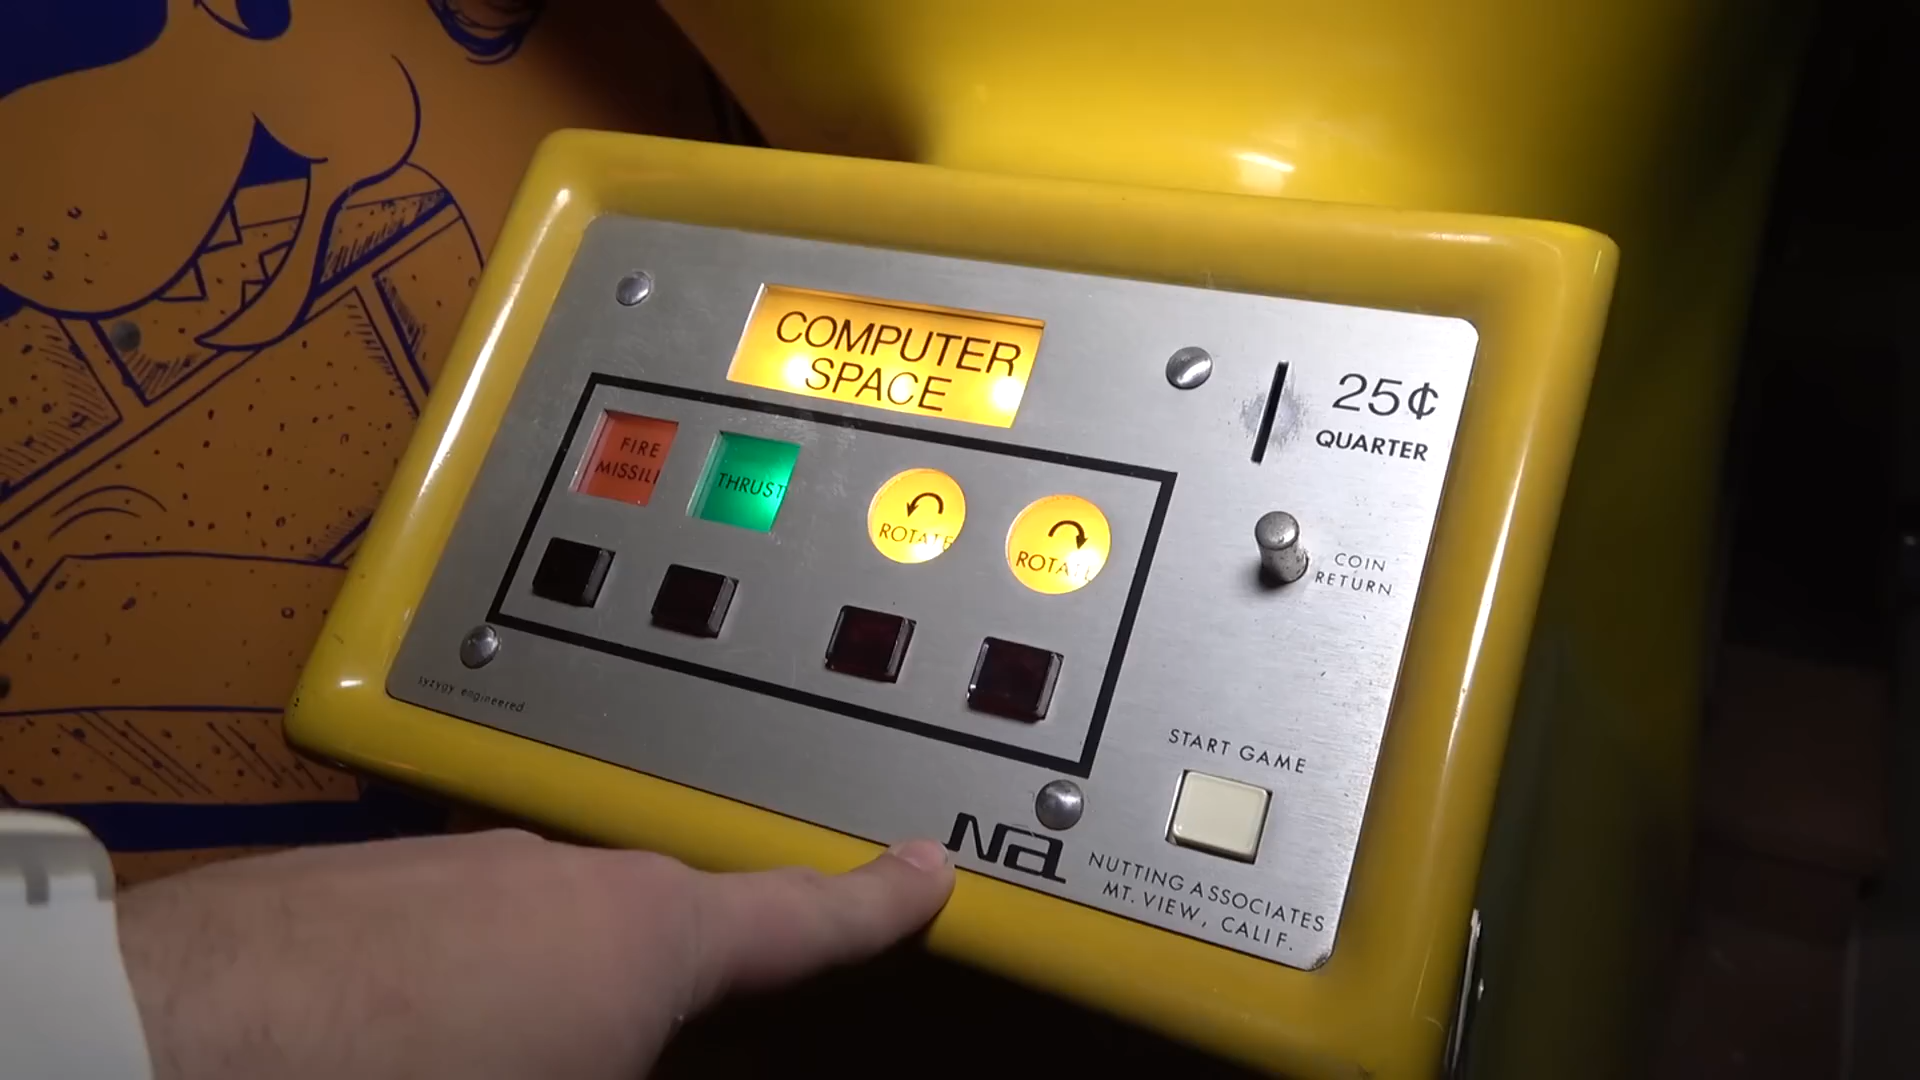 COMPUTER
SPACE
25¢
QUARTER
FIRE
MISSILE
THRUST
ROTATE
ROTATE
COIN
RETURN
syzygy engineered
START GAME
Na
NUTTING ASSOCIATES
MT. VIEW, CALIF.